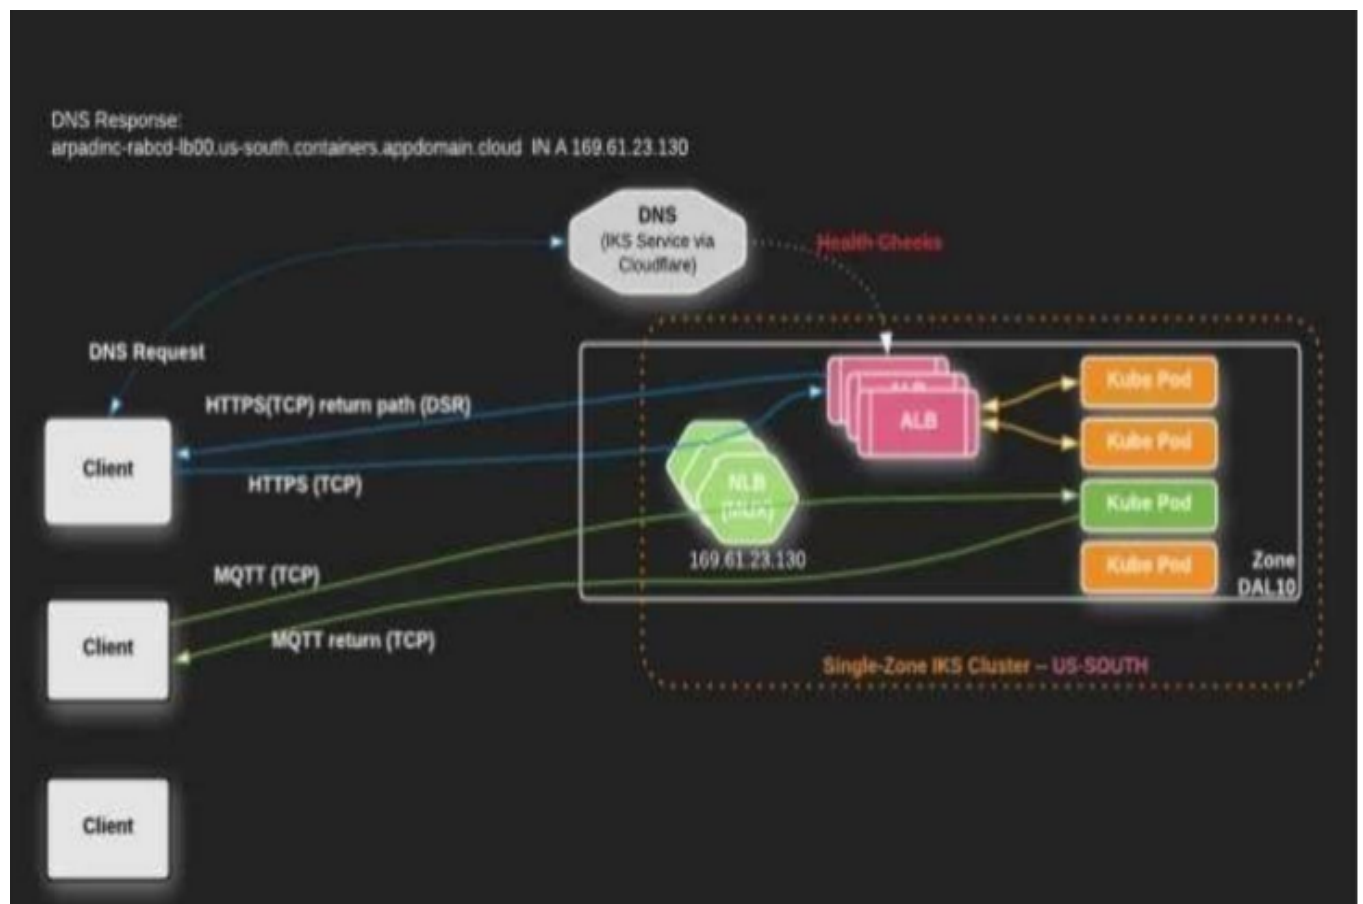 DNS Response:
arpadinc-rabcd-lb00.us-south.containers.appdomain.cloud IN A 169.61.23.130
DNS
(IKS Service via
Cloudflare)
Health Checks
DNS Request
HTTPS(TCP) return path (DSR)
Client
HTTPS (TCP)
ALB
ALB
Kube Pod
Kube Pod
NLB
(MUX)
Kube Pod
169.61.23.130
Kube Pod
Zone
DAL10
MQTT (TCP)
Client
MQTT return (TCP)
Single-Zone IKS Cluster – US-SOUTH
Client